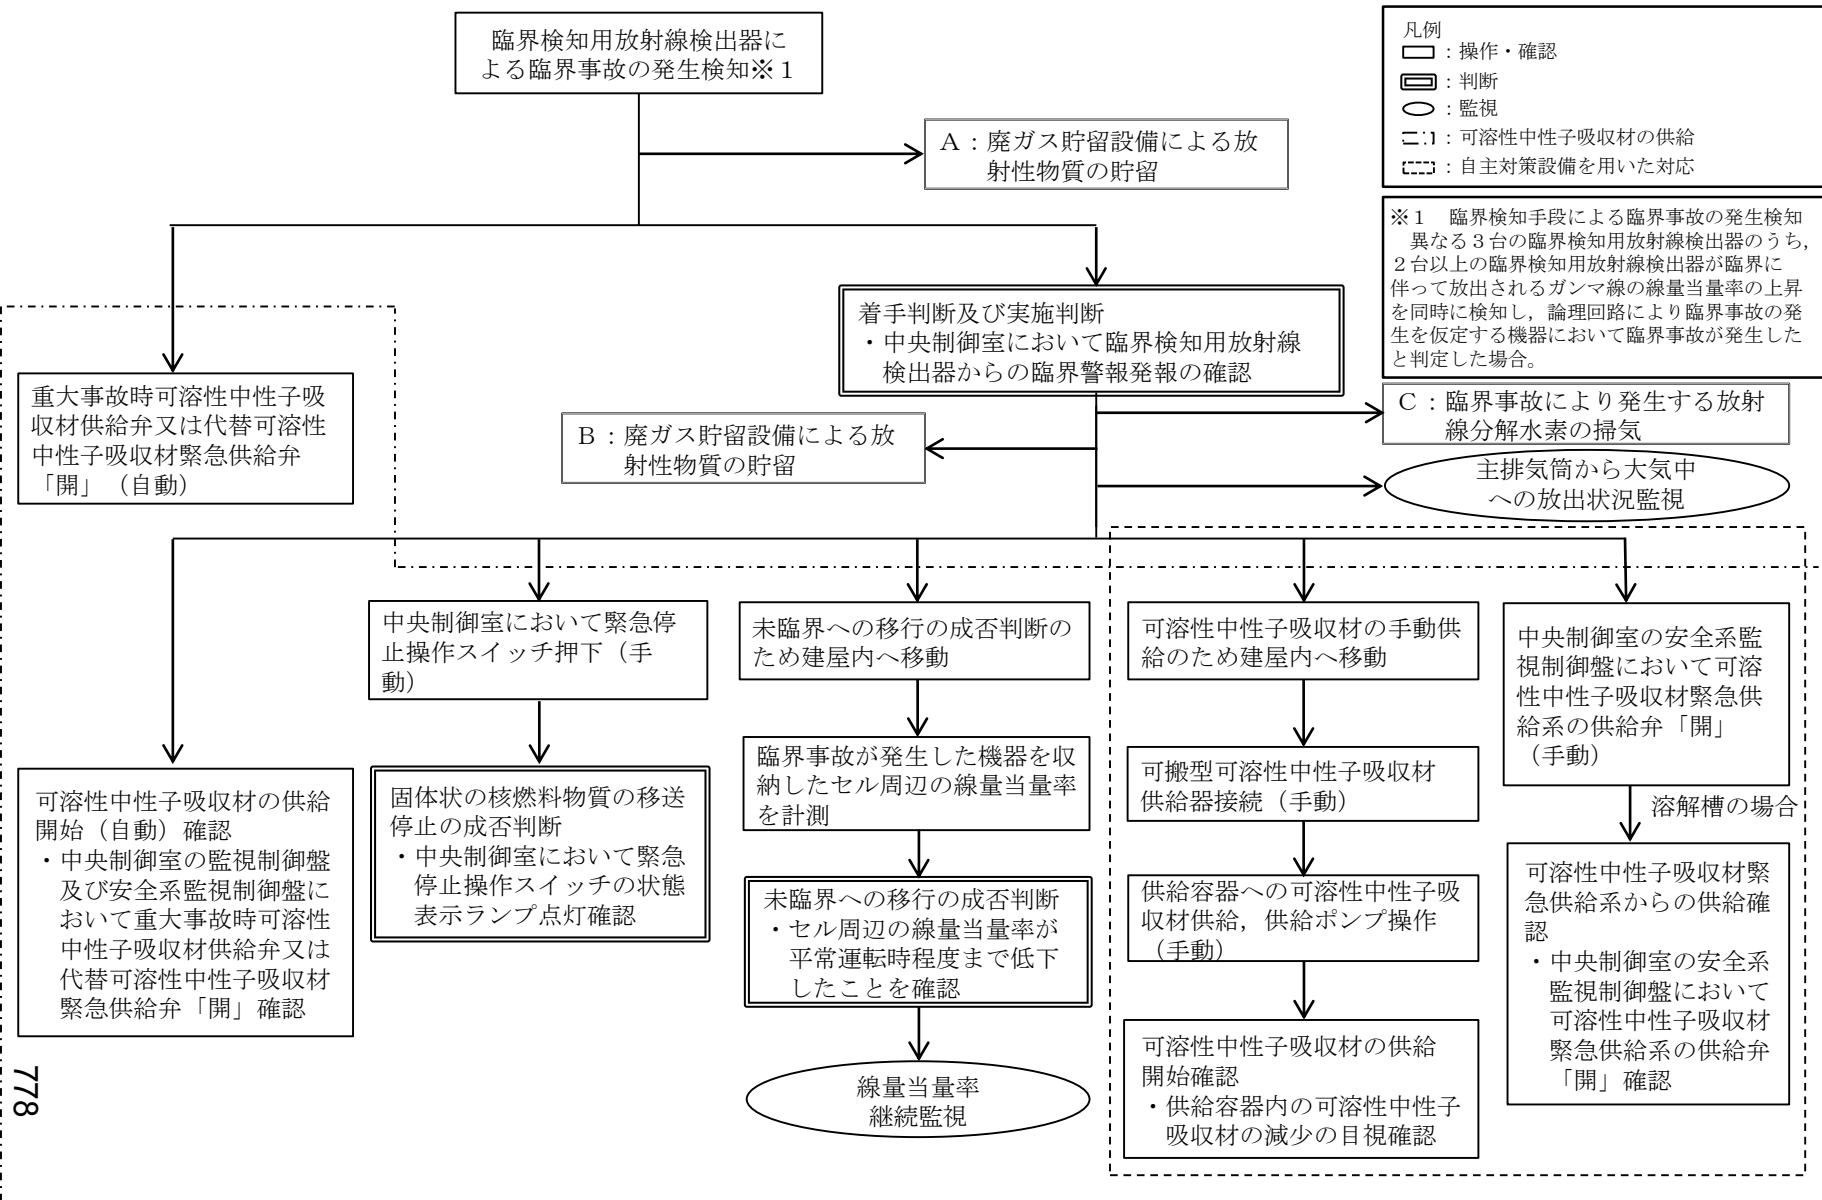 臨界検知用放射線検出器に
よる臨界事故の発生検知※１
凡例
：操作・確認
：判断
：監視
：可溶性中性子吸収材の供給
：自主対策設備を用いた対応
Ａ：廃ガス貯留設備による放
射性物質の貯留
※１　臨界検知手段による臨界事故の発生検知
異なる３台の臨界検知用放射線検出器のうち，
２台以上の臨界検知用放射線検出器が臨界に
伴って放出されるガンマ線の線量当量率の上昇
を同時に検知し，論理回路により臨界事故の発
生を仮定する機器において臨界事故が発生した
と判定した場合。
着手判断及び実施判断
・中央制御室において臨界検知用放射線
検出器からの臨界警報発報の確認
重大事故時可溶性中性子吸
収材供給弁又は代替可溶性
中性子吸収材緊急供給弁
「開」（自動）
Ｂ：廃ガス貯留設備による放
射性物質の貯留
Ｃ：臨界事故により発生する放射
線分解水素の掃気
主排気筒から大気中
への放出状況監視
可溶性中性子吸収材の供給
開始（自動）確認
・中央制御室の監視制御盤
及び安全系監視制御盤に
おいて重大事故時可溶性
中性子吸収材供給弁又は
代替可溶性中性子吸収材
緊急供給弁「開」確認
中央制御室において緊急停
止操作スイッチ押下（手
動）
固体状の核燃料物質の移送
停止の成否判断
・中央制御室において緊急
停止操作スイッチの状態
表示ランプ点灯確認
未臨界への移行の成否判断の
ため建屋内へ移動
臨界事故が発生した機器を収
納したセル周辺の線量当量率
を計測
未臨界への移行の成否判断
・セル周辺の線量当量率が
平常運転時程度まで低下
したことを確認
線量当量率
継続監視
可溶性中性子吸収材の手動供
給のため建屋内へ移動
可搬型可溶性中性子吸収材
供給器接続（手動）
供給容器への可溶性中性子吸
収材供給，供給ポンプ操作
（手動）
可溶性中性子吸収材の供給
開始確認
・供給容器内の可溶性中性子
吸収材の減少の目視確認
中央制御室の安全系監
視制御盤において可溶
性中性子吸収材緊急供
給系の供給弁「開」
（手動）
溶解槽の場合
可溶性中性子吸収材緊
急供給系からの供給確
認
・中央制御室の安全系
監視制御盤において
可溶性中性子吸収材
緊急供給系の供給弁
「開」確認
778